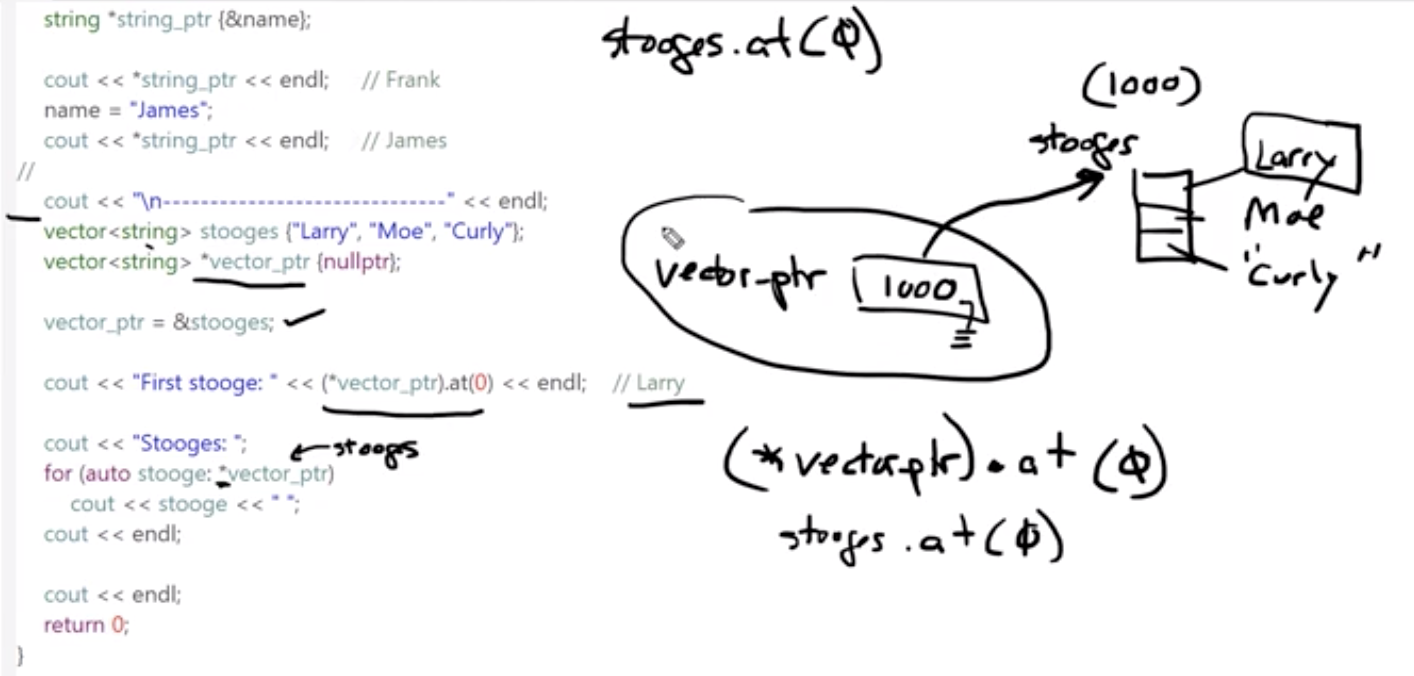 string *string_ptr {&name};
cout << *string_ptr << endl;    // Frank
name = "James";
cout << *string_ptr << endl;    // James
//
cout << "\n------------------------------" << endl;
vector<string> stooges {"Larry", "Moe", "Curly"};
vector<string> *vector_ptr {nullptr};
vector_ptr = &stooges;
cout << "First stooge: " << (*vector_ptr).at(0) << endl;    // Larry
cout << "Stooges: ";
for (auto stooge: *vector_ptr)
cout << stooge << " ";
cout << endl;
cout << endl;
return 0;
}
stooges
stooges.at(0)
(1000)
stooges
Larry
Moe
"Curly"
vector-ptr 1000
(*vector-ptr).at(0)
stooges.at(0)